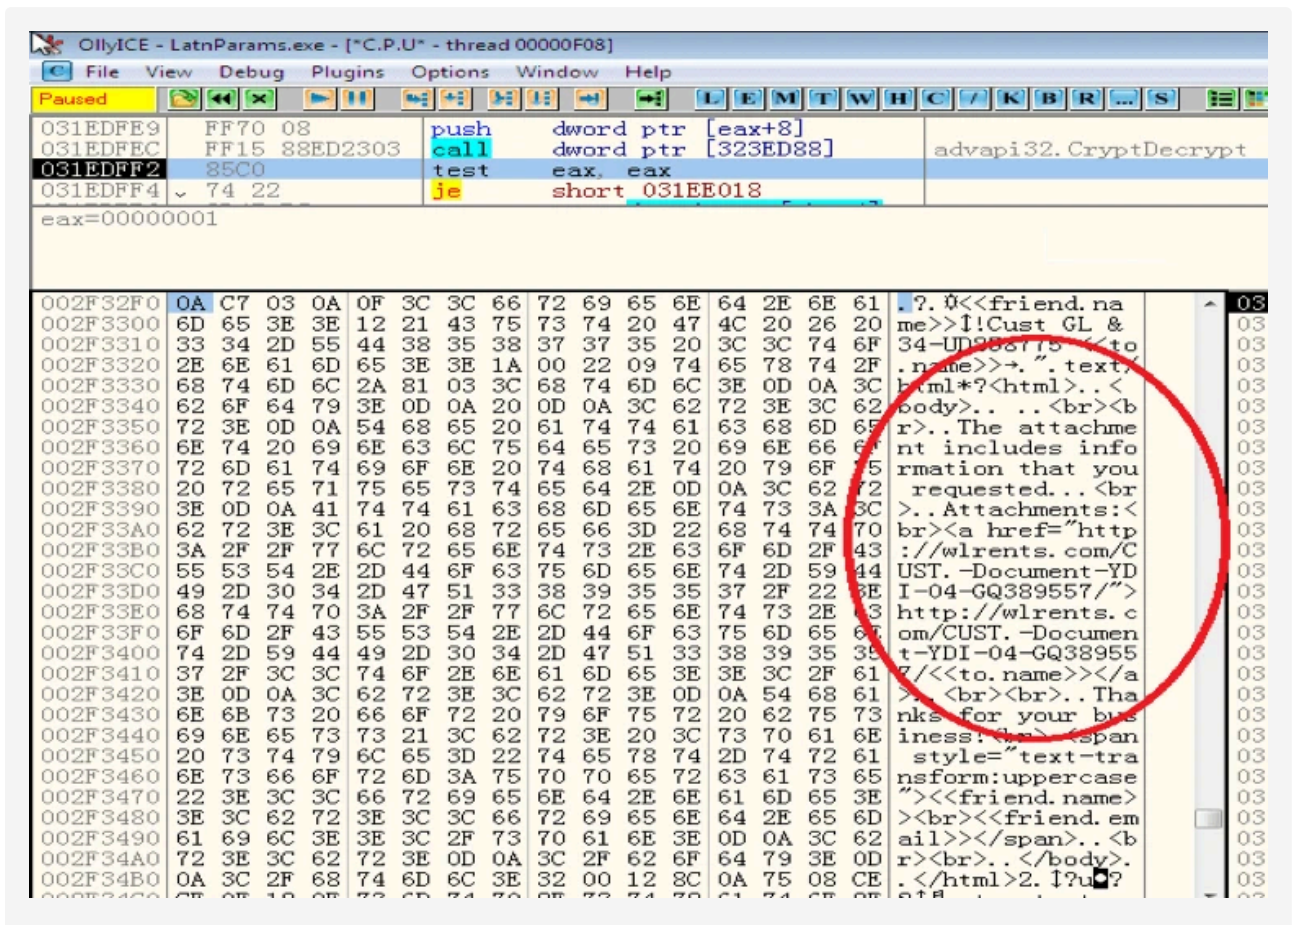 OllyICE - LatnParams.exe - [*C.P.U* - thread 00000F08]
C File View Debug Plugins Options Window Help
Paused L E M T W H C / K B R ... S
031EDFE9 FF70 08 push dword ptr [eax+8]
031EDFEC FF15 88ED2303 call dword ptr [323ED88] advapi32.CryptDecrypt
031EDFF2 85C0 test eax, eax
031EDFF4 74 22 je short 031EE018
eax=00000001
002F32F0 0A C7 03 0A 0F 3C 3C 66 72 69 65 6E 64 2E 6E 61 .?.◊<<friend.na 03
002F3300 6D 65 3E 3E 12 21 43 75 73 74 20 47 4C 20 26 20 me>>‡!Cust GL & 03
002F3310 33 34 2D 55 44 38 35 38 37 37 35 20 3C 3C 74 6F 34-UD858775 <<to 03
002F3320 2E 6E 61 6D 65 3E 3E 1A 00 22 09 74 65 78 74 2F .name>>→.".text/ 03
002F3330 68 74 6D 6C 2A 81 03 3C 68 74 6D 6C 3E 0D 0A 3C html*?<html>..< 03
002F3340 62 6F 64 79 3E 0D 0A 20 0D 0A 3C 62 72 3E 3C 62 body>.. ..<br><b 03
002F3350 72 3E 0D 0A 54 68 65 20 61 74 74 61 63 68 6D 65 r>..The attachme 03
002F3360 6E 74 20 69 6E 63 6C 75 64 65 73 20 69 6E 66 6F nt includes info 03
002F3370 72 6D 61 74 69 6F 6E 20 74 68 61 74 20 79 6F 75 rmation that you 03
002F3380 20 72 65 71 75 65 73 74 65 64 2E 0D 0A 3C 62 72 requested...<br 03
002F3390 3E 0D 0A 41 74 74 61 63 68 6D 65 6E 74 73 3A 3C >..Attachments:< 03
002F33A0 62 72 3E 3C 61 20 68 72 65 66 3D 22 68 74 74 70 br><a href="http 03
002F33B0 3A 2F 2F 77 6C 72 65 6E 74 73 2E 63 6F 6D 2F 43 ://wlrents.com/C 03
002F33C0 55 53 54 2E 2D 44 6F 63 75 6D 65 6E 74 2D 59 44 UST.-Document-YD 03
002F33D0 49 2D 30 34 2D 47 51 33 38 39 35 35 37 2F 22 3E I-04-GQ389557/"> 03
002F33E0 68 74 74 70 3A 2F 2F 77 6C 72 65 6E 74 73 2E 63 http://wlrents.c 03
002F33F0 6F 6D 2F 43 55 53 54 2E 2D 44 6F 63 75 6D 65 6E om/CUST.-Documen 03
002F3400 74 2D 59 44 49 2D 30 34 2D 47 51 33 38 39 35 35 t-YDI-04-GQ38955 03
002F3410 37 2F 3C 3C 74 6F 2E 6E 61 6D 65 3E 3E 3C 2F 61 7/<<to.name>></a 03
002F3420 3E 0D 0A 3C 62 72 3E 3C 62 72 3E 0D 0A 54 68 61 >..<br><br>..Tha 03
002F3430 6E 6B 73 20 66 6F 72 20 79 6F 75 72 20 62 75 73 nks for your bus 03
002F3440 69 6E 65 73 73 21 3C 62 72 3E 20 3C 73 70 61 6E iness!<br> <span 03
002F3450 20 73 74 79 6C 65 3D 22 74 65 78 74 2D 74 72 61 style="text-tra 03
002F3460 6E 73 66 6F 72 6D 3A 75 70 70 65 72 63 61 73 65 nsform:uppercase 03
002F3470 22 3E 3C 3C 66 72 69 65 6E 64 2E 6E 61 6D 65 3E "><<friend.name> 03
002F3480 3E 3C 62 72 3E 3C 3C 66 72 69 65 6E 64 2E 65 6D ><br><<friend.em 03
002F3490 61 69 6C 3E 3E 3C 2F 73 70 61 6E 3E 0D 0A 3C 62 ail>></span>..<b 03
002F34A0 72 3E 3C 62 72 3E 0D 0A 3C 2F 62 6F 64 79 3E 0D r><br>..</body>. 03
002F34B0 0A 3C 2F 68 74 6D 6C 3E 32 00 12 8C 0A 75 08 CE .</html>2.‡?u◘? 03